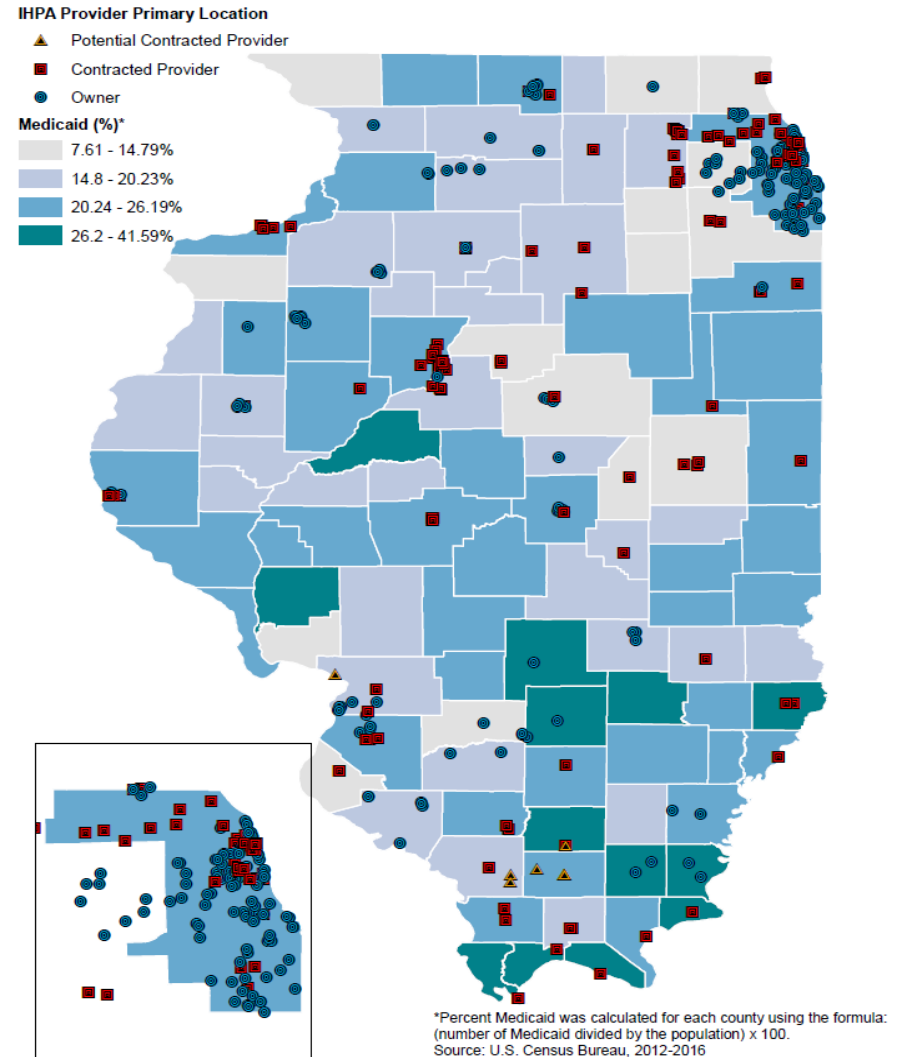 IHPA Provider Primary Location
Potential Contracted Provider
Contracted Provider
Owner
Medicaid (%)*
7.61 - 14.79%
14.8 - 20.23%
20.24 - 26.19%
26.2 - 41.59%
*Percent Medicaid was calculated for each county using the formula:
(number of Medicaid divided by the population) x 100.
Source: U.S. Census Bureau, 2012-2016